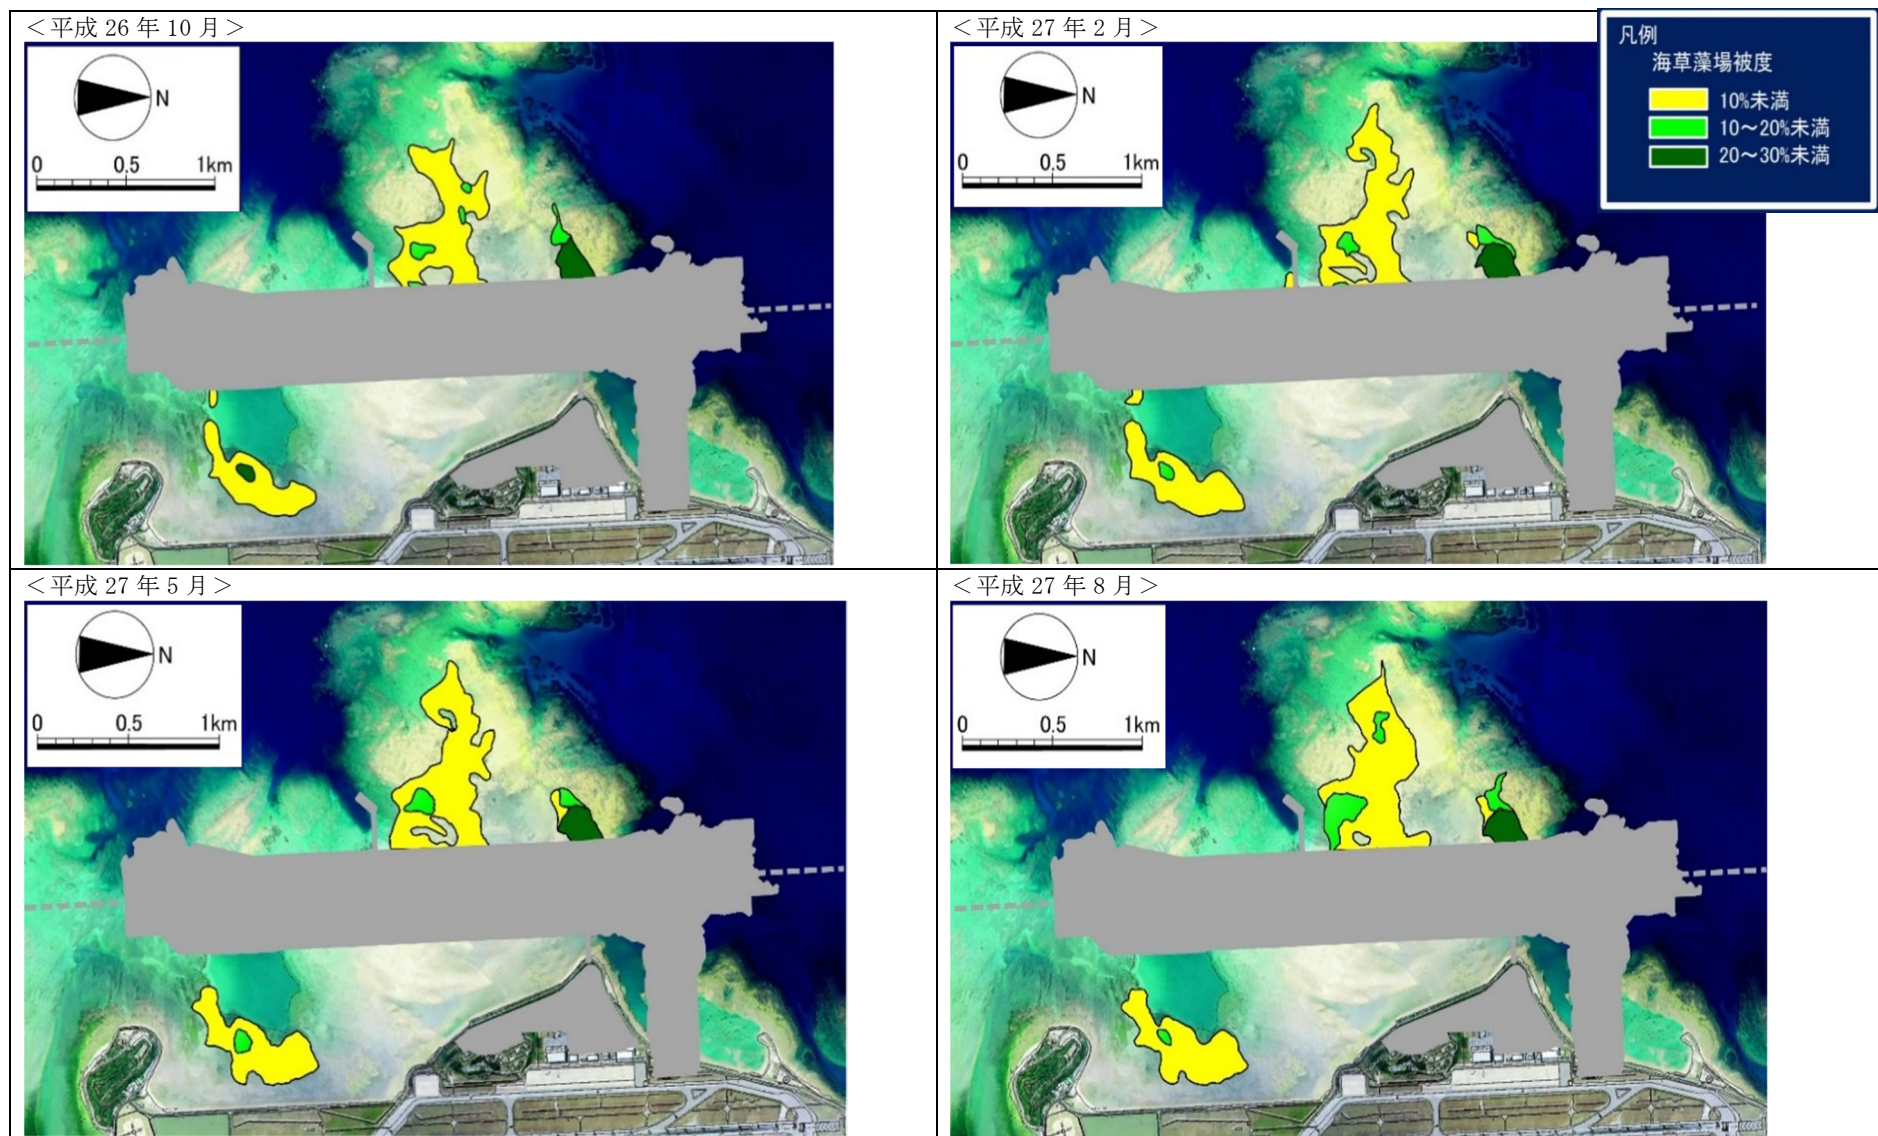 ＜平成 26 年 10 月＞
N
0 0.5 1km
＜平成 27 年 2 月＞
N
0 0.5 1km
凡例
海草藻場被度
10%未満
10～20%未満
20～30%未満
＜平成 27 年 5 月＞
N
0 0.5 1km
＜平成 27 年 8 月＞
N
0 0.5 1km